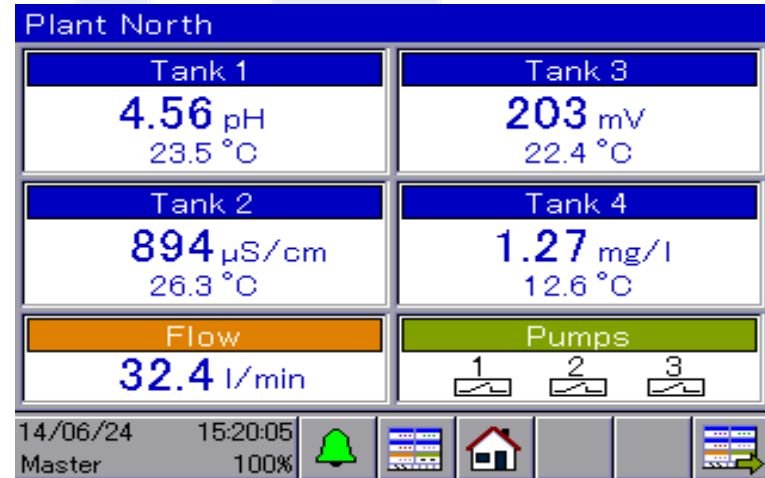 Plant North
Tank 1
4.56 pH
23.5 °C
Tank 3
203 mV
22.4 °C
Tank 2
894 µS/cm
26.3 °C
Tank 4
1.27 mg/l
12.6 °C
Flow
32.4 l/min
Pumps
1 2 3
14/06/24 15:20:05
Master 100%